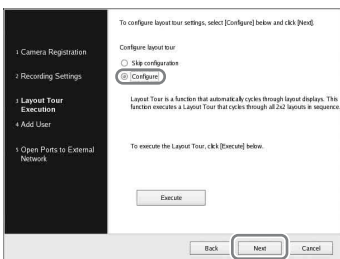 To configure layout tour settings, select [Configure] below and click [Next].
Configure layout tour
Skip configuration
Configure
Layout Tour is a function that automatically cycles through layout displays. This
function executes a Layout Tour that cycles through all 2x2 layouts in sequence.
To execute the Layout Tour, click [Execute] below.
Execute
1 Camera Registration
2 Recording Settings
3 Layout Tour
Execution
4 Add User
5 Open Ports to External
Network
Back
Next
Cancel